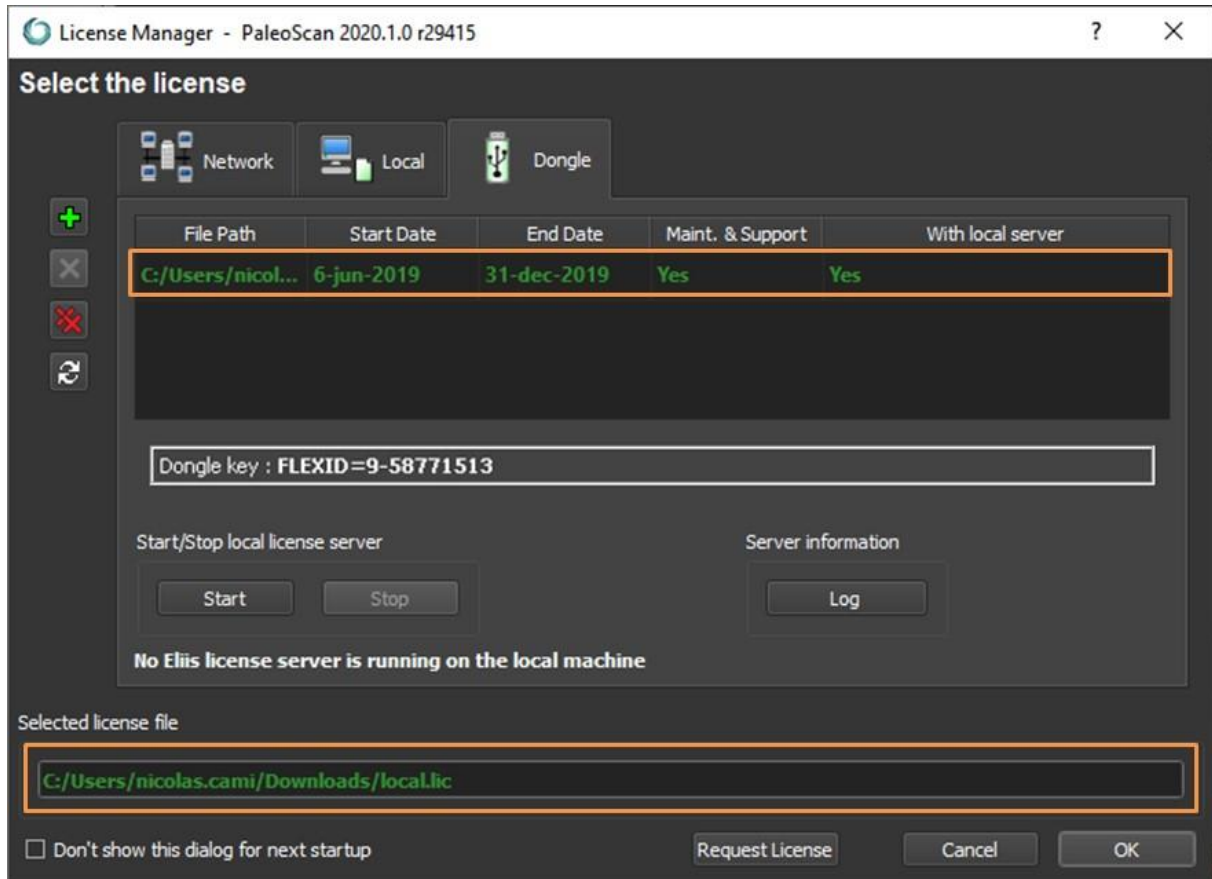 License Manager - PaleoScan 2020.1.0 r29415 ?
Select the license
Network Local Dongle
File Path Start Date End Date Maint. & Support With local server
C:/Users/nicol... 6-jun-2019 31-dec-2019 Yes Yes
Dongle key : FLEXID=9-58771513
Start/Stop local license server Server information
Start Stop Log
No Eliis license server is running on the local machine
Selected license file
C:/Users/nicolas.cami/Downloads/local.lic
Don't show this dialog for next startup Request License Cancel OK